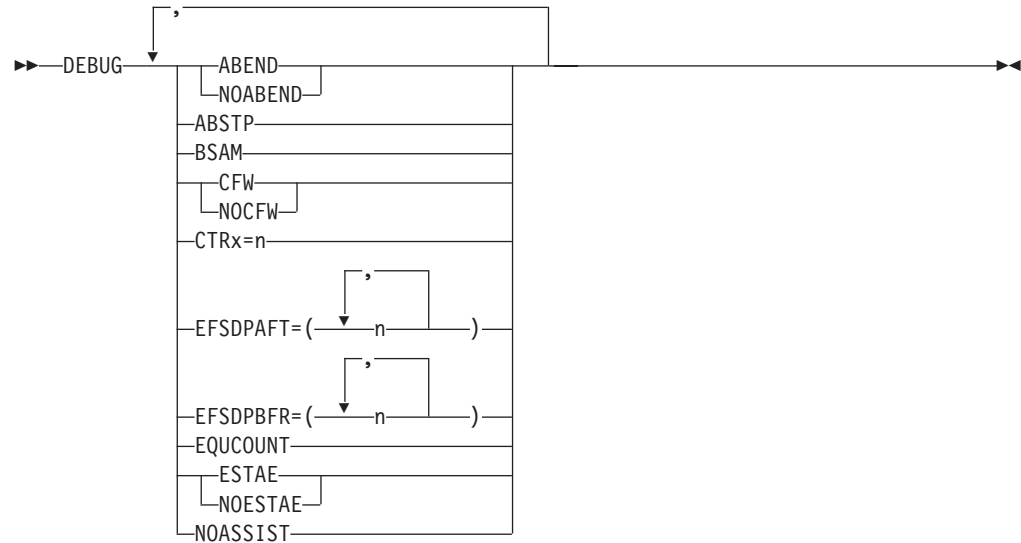 ,
DEBUG
ABEND
NOABEND
ABSTP
BSAM
CFW
NOCFW
CTRx=n
,
EFSDPAFT=( n )
,
EFSDPBFR=( n )
EQUCOUNT
ESTAE
NOESTAE
NOASSIST